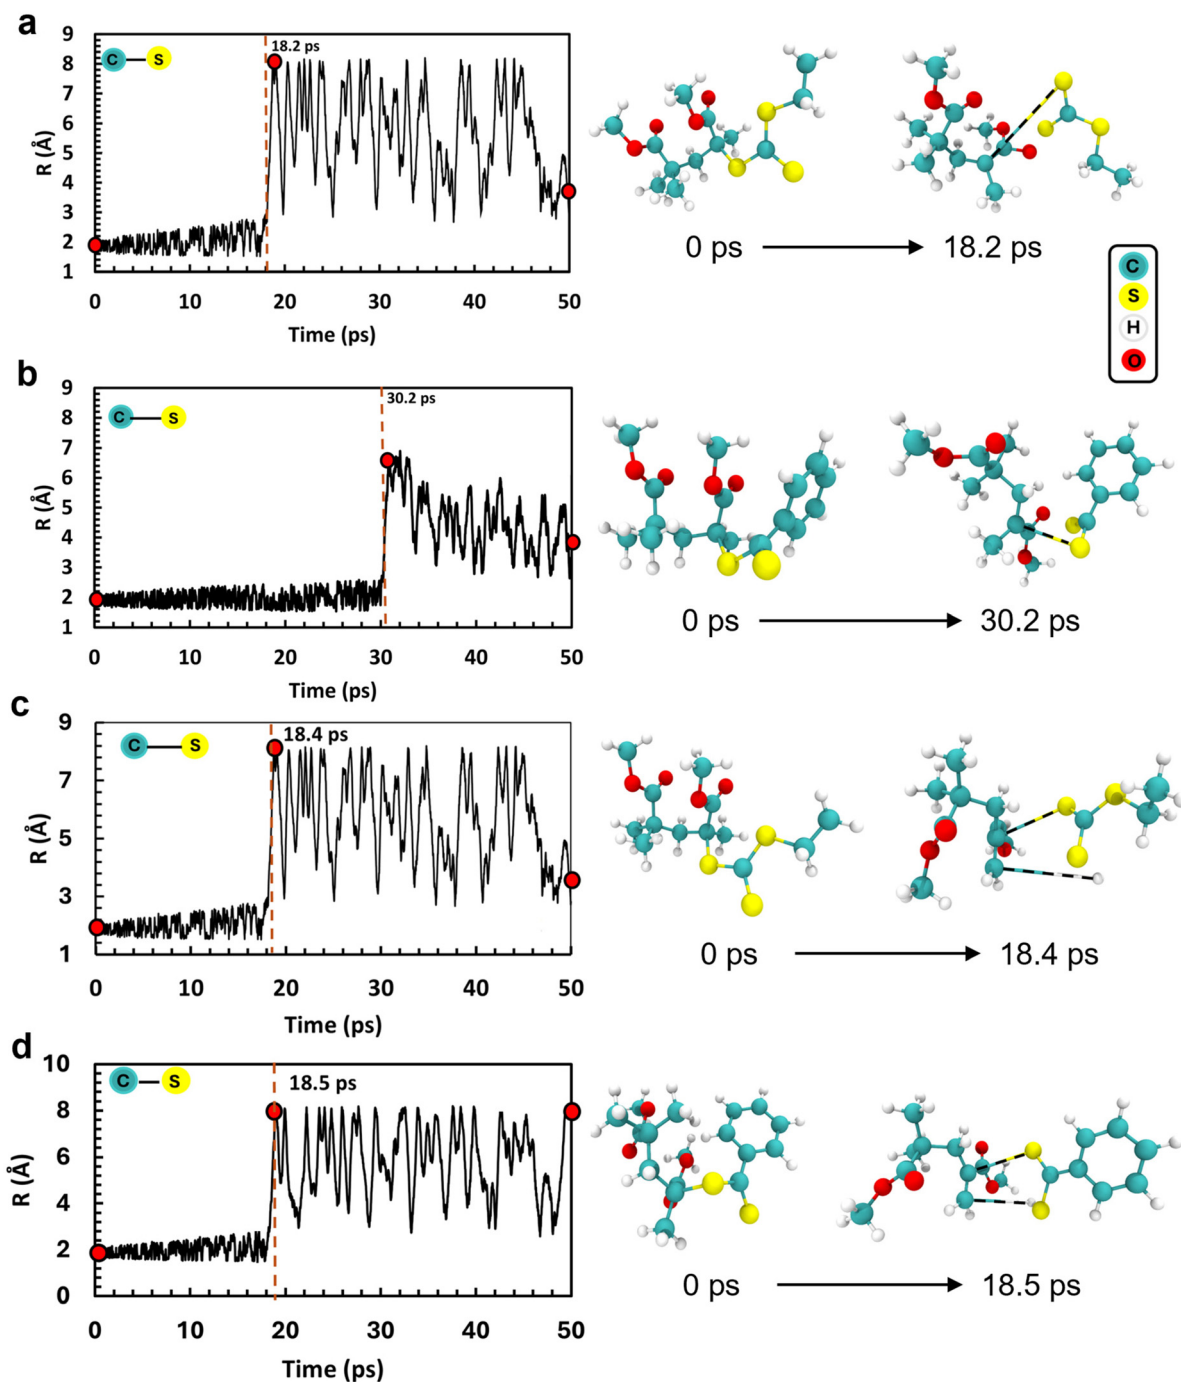 a
C S
18.2 ps
9
8
7
6
5
4
3
2
1
R (Å)
0 10 20 30 40 50
Time (ps)
0 ps 18.2 ps
C
S
H
O
b
C S
30.2 ps
9
8
7
6
5
4
3
2
1
R (Å)
0 10 20 30 40 50
Time (ps)
0 ps 30.2 ps
c
C S
18.4 ps
9
7
5
3
1
R (Å)
0 10 20 30 40 50
Time (ps)
0 ps 18.4 ps
d
C S
18.5 ps
10
8
6
4
2
0
R (Å)
0 10 20 30 40 50
Time (ps)
0 ps 18.5 ps